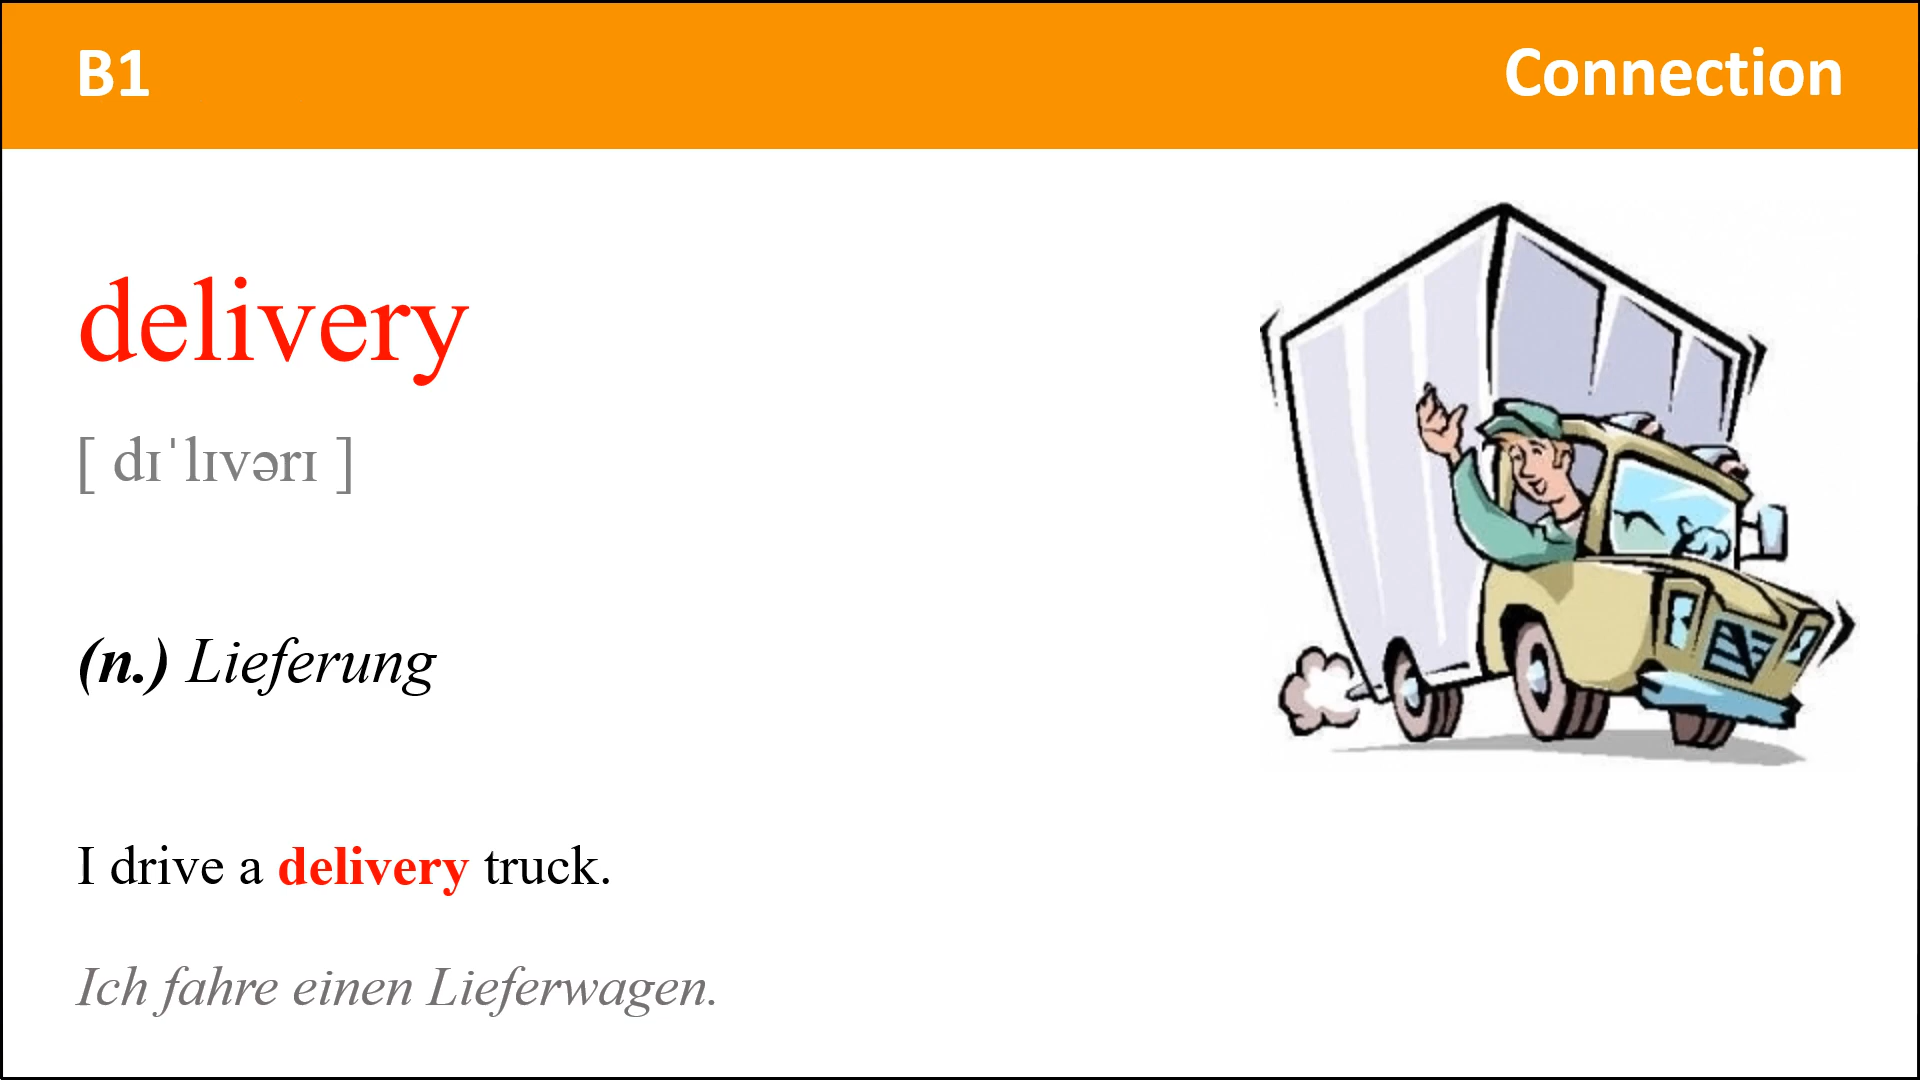 B1 Connection
delivery
[ dɪˈlɪvərɪ ]
(n.) Lieferung
I drive a delivery truck.
Ich fahre einen Lieferwagen.